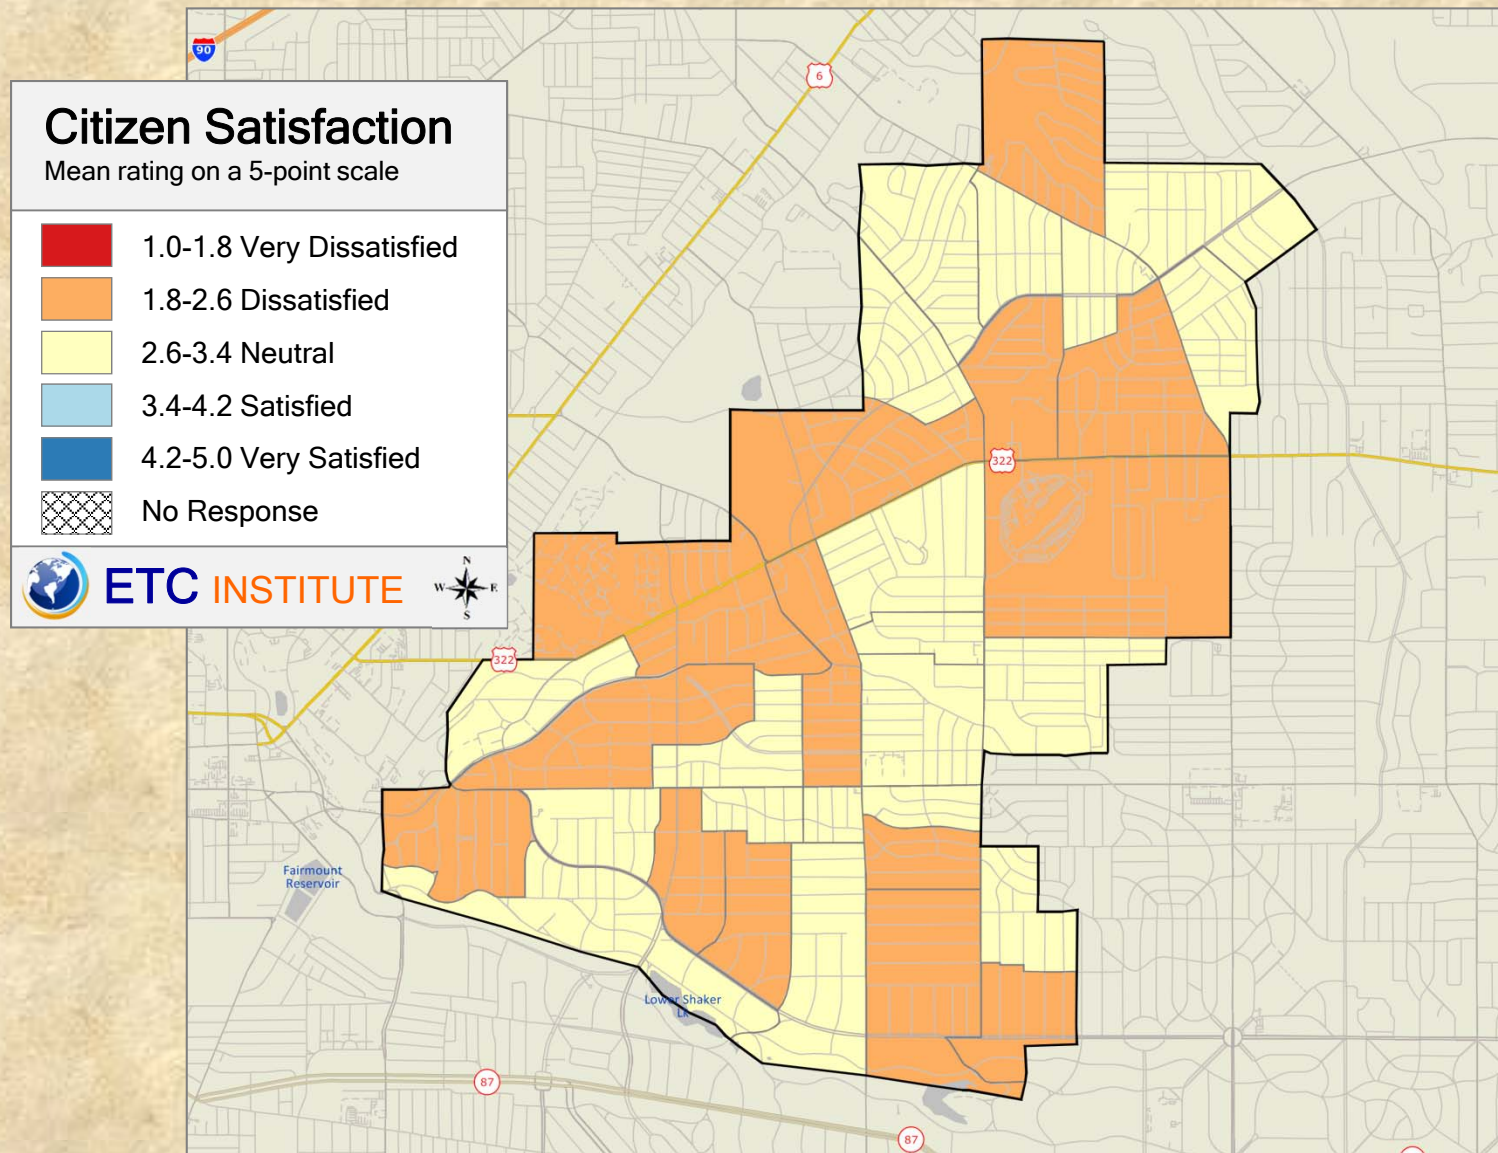 90
6
Citizen Satisfaction
Mean rating on a 5-point scale
1.0-1.8 Very Dissatisfied
1.8-2.6 Dissatisfied
2.6-3.4 Neutral
3.4-4.2 Satisfied
4.2-5.0 Very Satisfied
No Response
ETC INSTITUTE
N
W E
S
322
322
Fairmount
Reservoir
Lower Shaker
Lk
87
87